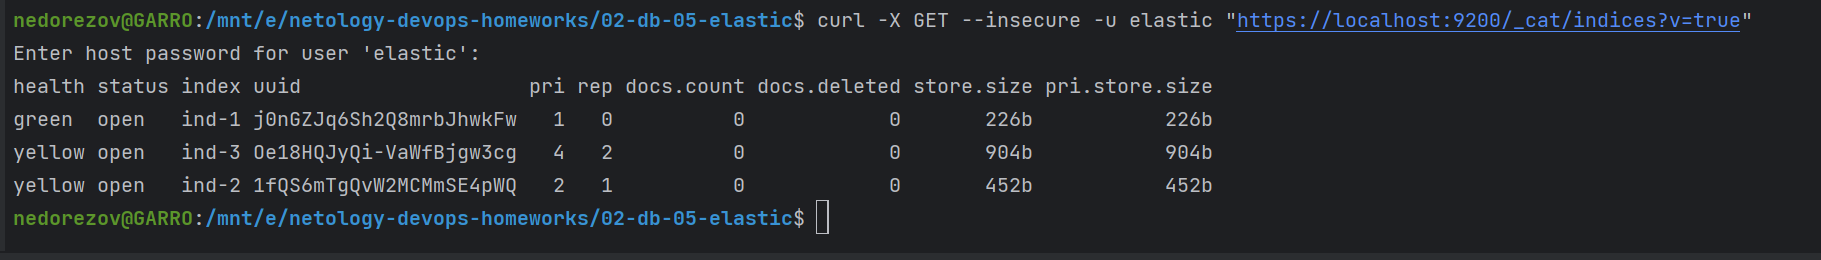 nedorezov@GARRO:/mnt/e/netology-devops-homeworks/02-db-05-elastic$ curl -X GET --insecure -u elastic "https://localhost:9200/_cat/indices?v=true"
Enter host password for user 'elastic':
health status index uuid                   pri rep docs.count docs.deleted store.size pri.store.size
green  open   ind-1 j0nGZJq6Sh2Q8mrbJhwkFw   1   0          0            0       226b           226b
yellow open   ind-3 Oe18HQJyQi-VaWfBjgw3cg   4   2          0            0       904b           904b
yellow open   ind-2 1fQS6mTgQvW2MCMmSE4pWQ   2   1          0            0       452b           452b
nedorezov@GARRO:/mnt/e/netology-devops-homeworks/02-db-05-elastic$